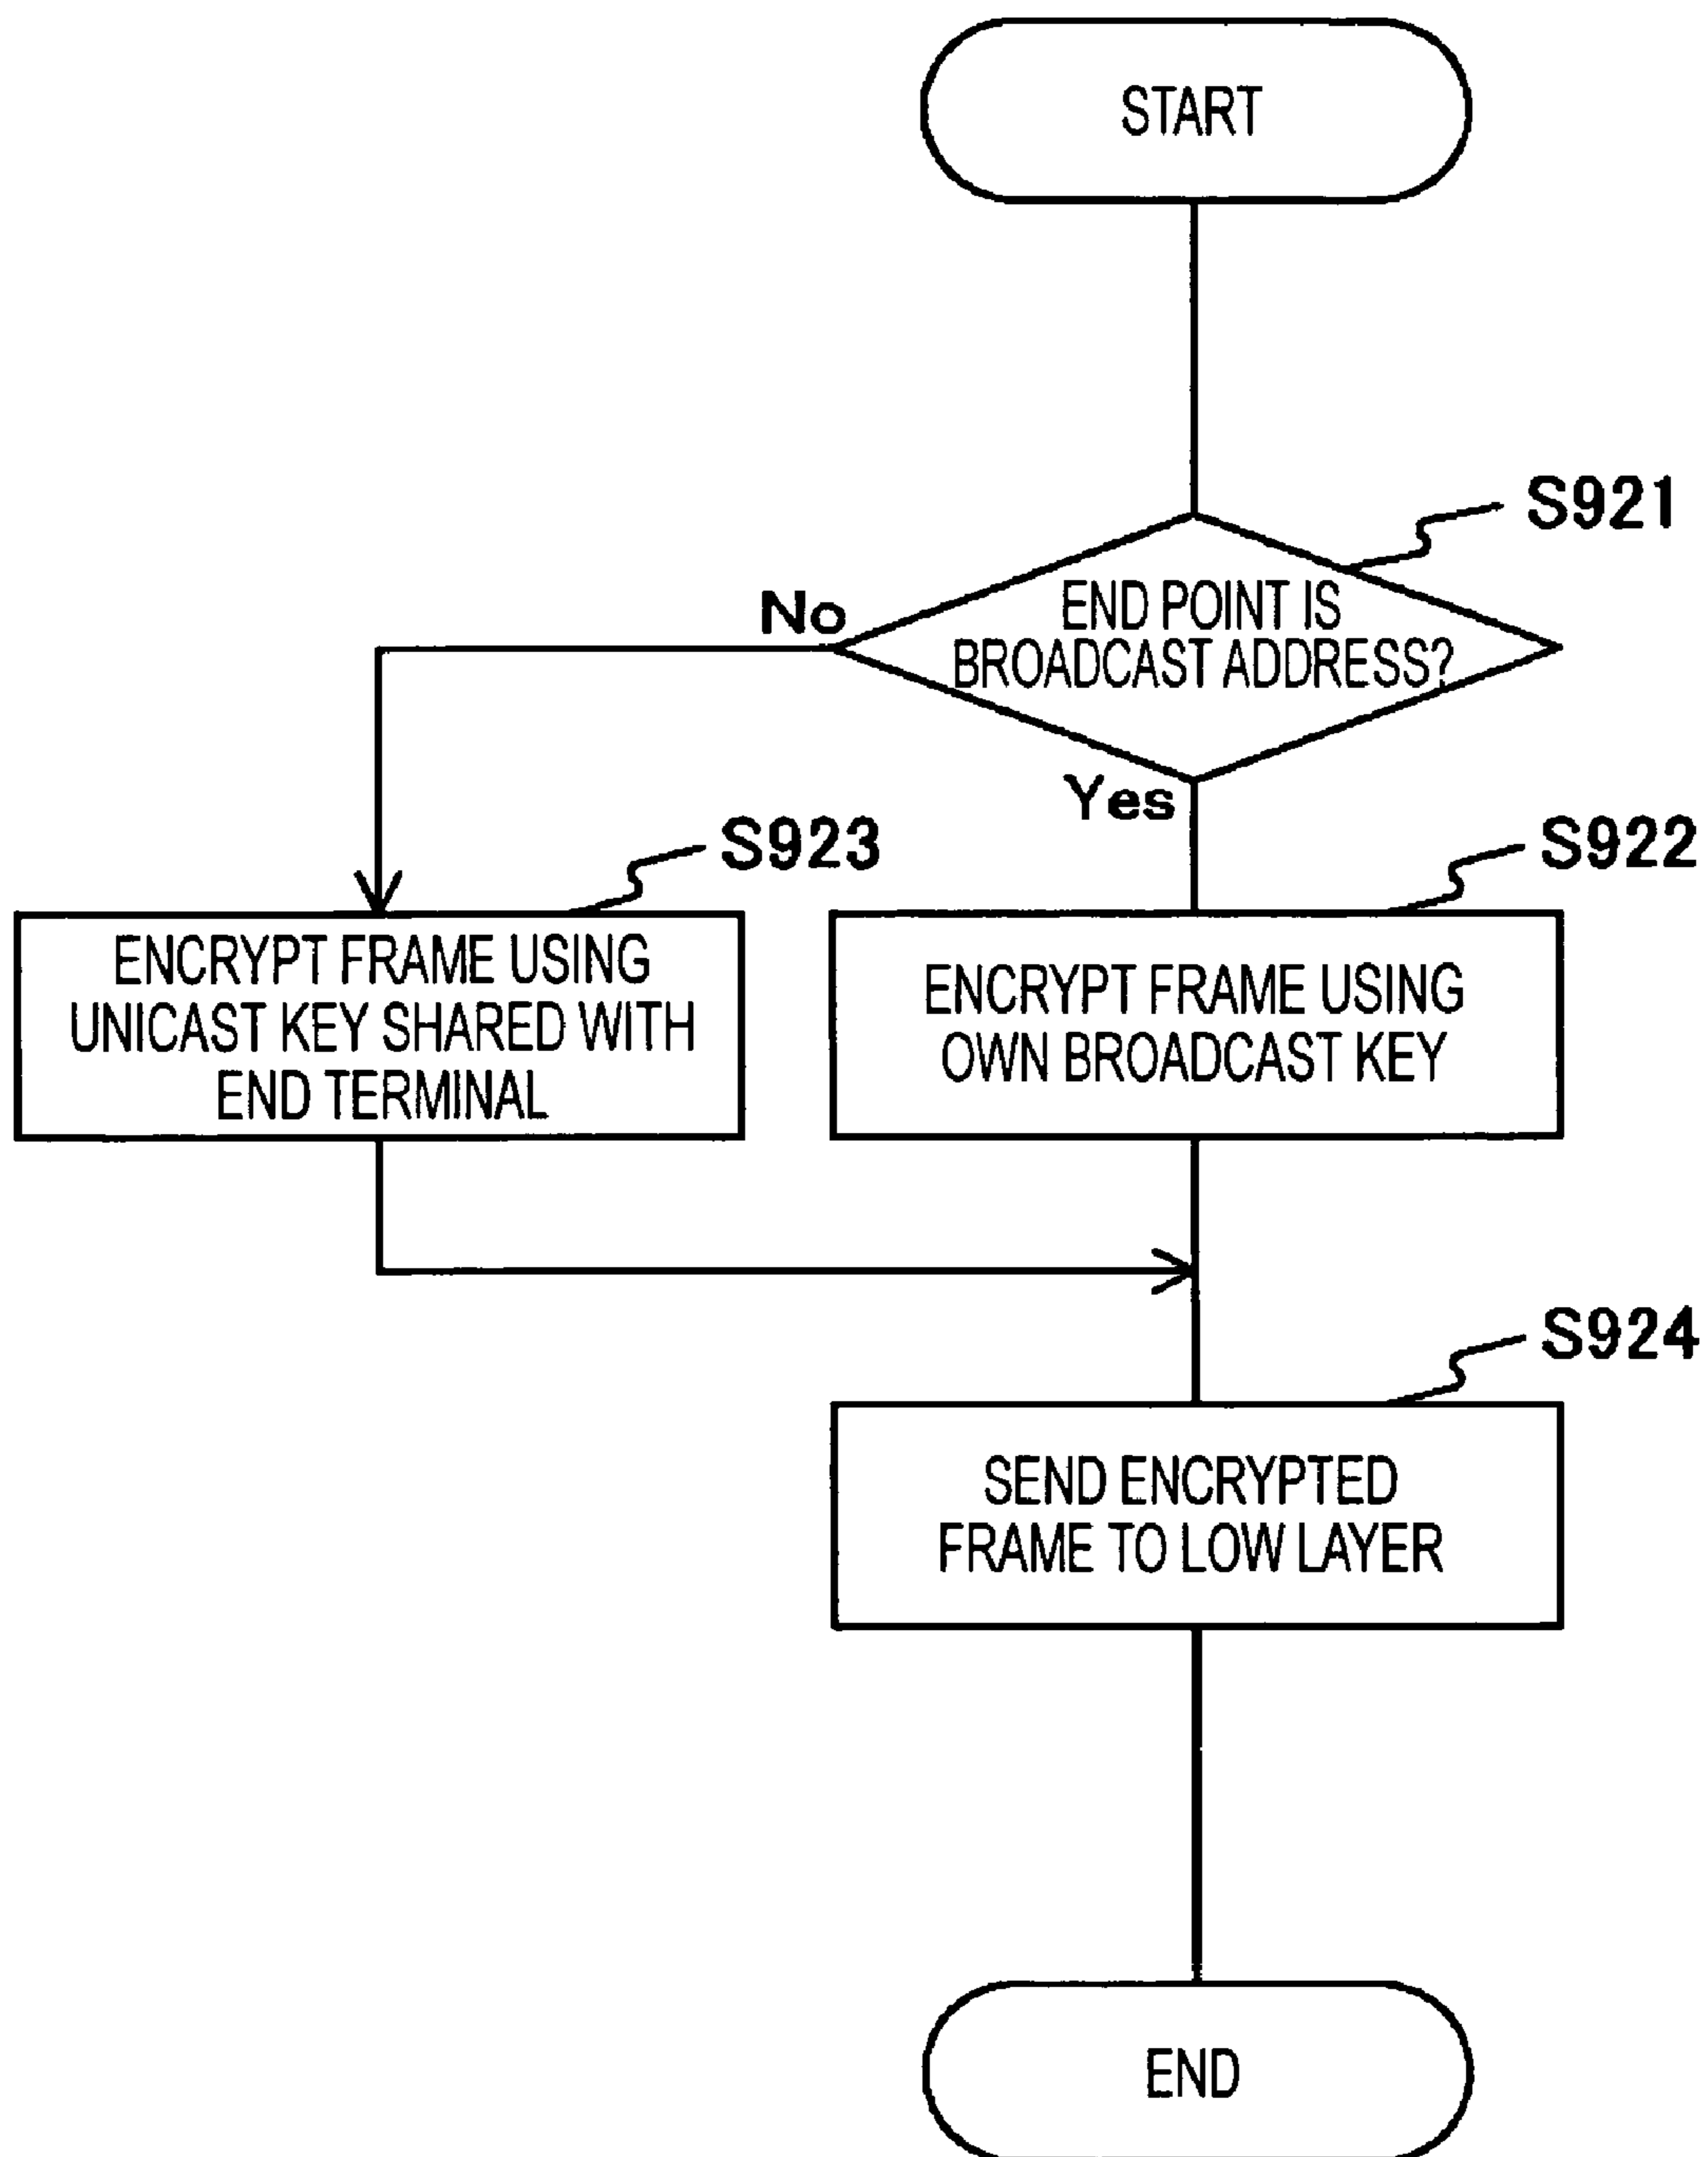 START
S921
END POINT IS
BROADCAST ADDRESS?
No
Yes
S923
S922
ENCRYPT FRAME USING
UNICAST KEY SHARED WITH
END TERMINAL
ENCRYPT FRAME USING
OWN BROADCAST KEY
S924
SEND ENCRYPTED
FRAME TO LOW LAYER
END